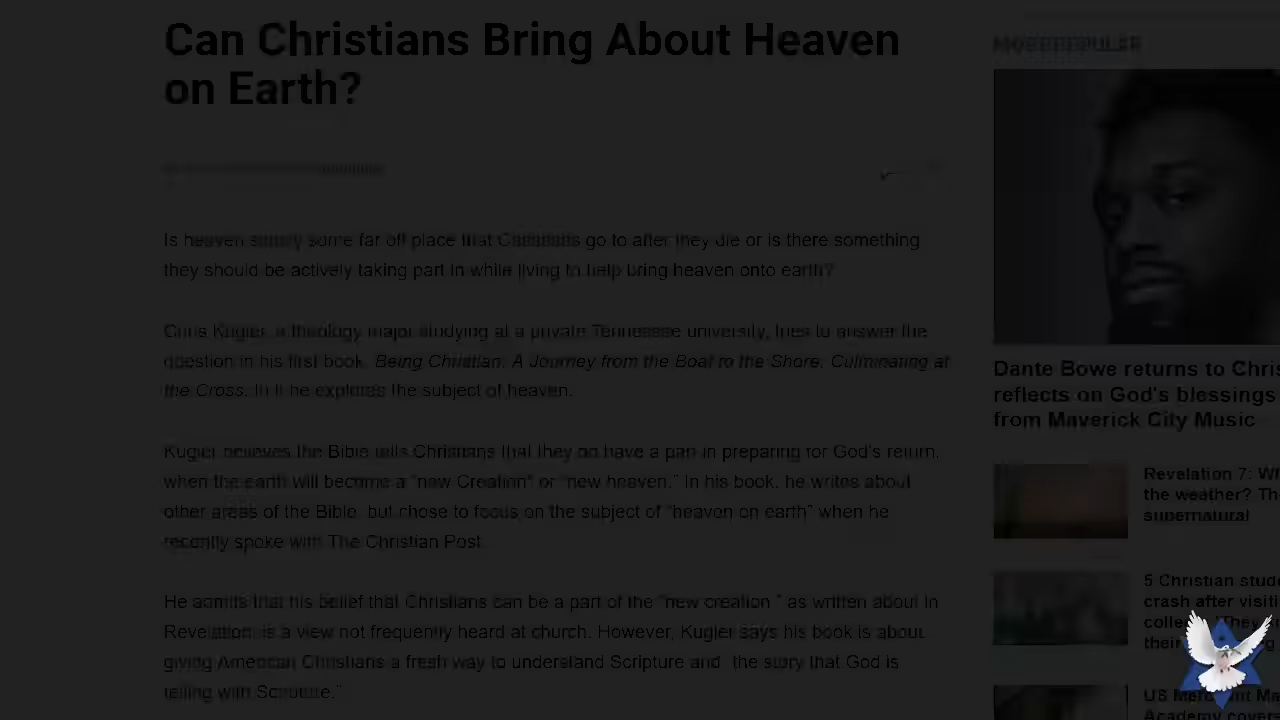 Can Christians Bring About Heaven
on Earth?
Is heaven simply some far off place that Christians go to after they die or is there something
they should be actively taking part in while living to help bring heaven onto earth?
Chris Kugler, a theology major studying at a private Tennessee university, tries to answer the
question in his first book, Being Christian: A Journey from the Boat to the Shore, Culminating at
the Cross. In it he explores the subject of heaven.
Kugler believes the Bible tells Christians that they do have a part in preparing for God's return,
when the earth will become a "new Creation" or "new heaven." In his book, he writes about
other areas of the Bible, but chose to focus on the subject of "heaven on earth" when he
recently spoke with The Christian Post.
He admits that his belief that Christians can be a part of the "new creation," as written about in
Revelation, is a view not frequently heard at church. However, Kugler says his book is about
giving American Christians a fresh way to understand Scripture and "the story that God is
telling with Scripture."
Dante Bowe returns to Chris
reflects on God's blessings
from Maverick City Music
Revelation 7: Wh
the weather? Th
supernatural
5 Christian stude
crash after visiti
their
Academy